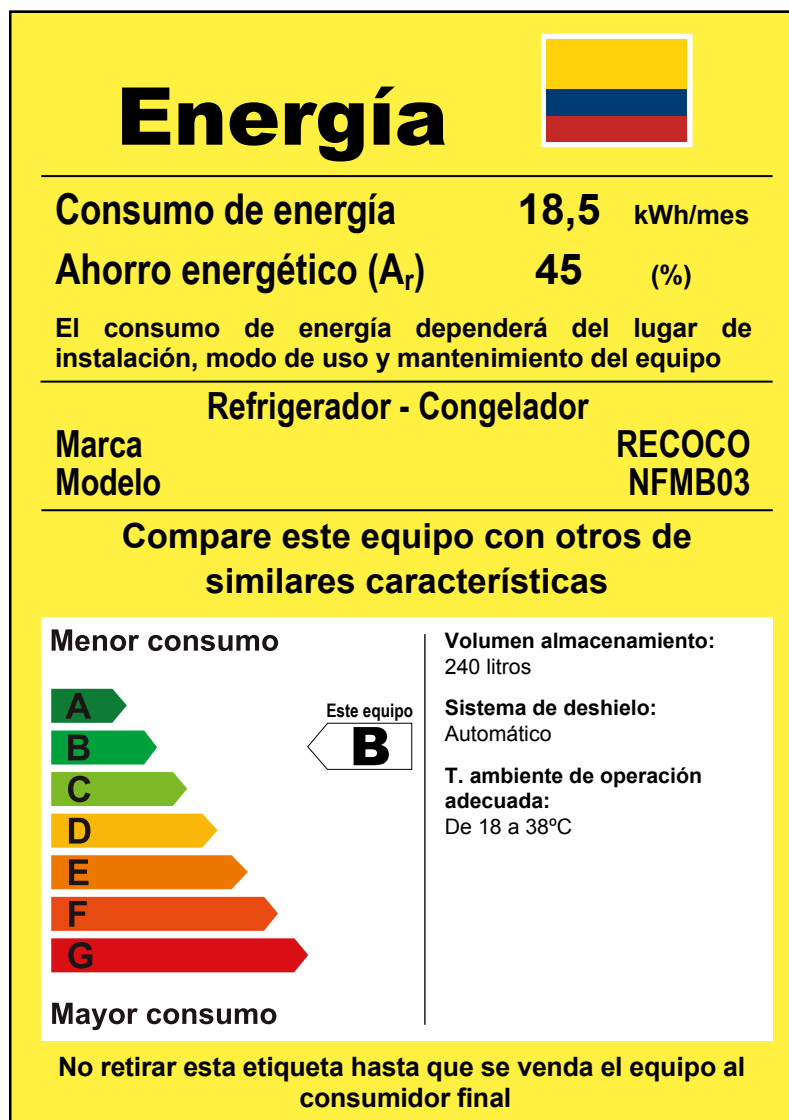 Energía
Consumo de energía 18,5 kWh/mes
Ahorro energético (Ar) 45 (%)
El consumo de energía dependerá del lugar de
instalación, modo de uso y mantenimiento del equipo
Refrigerador - Congelador
Marca RECOCO
Modelo NFMB03
Compare este equipo con otros de
similares características
Menor consumo
A
B
C
D
E
F
G
Mayor consumo
Este equipo
B
Volumen almacenamiento:
240 litros
Sistema de deshielo:
Automático
T. ambiente de operación
adecuada:
De 18 a 38ºC
No retirar esta etiqueta hasta que se venda el equipo al
consumidor final